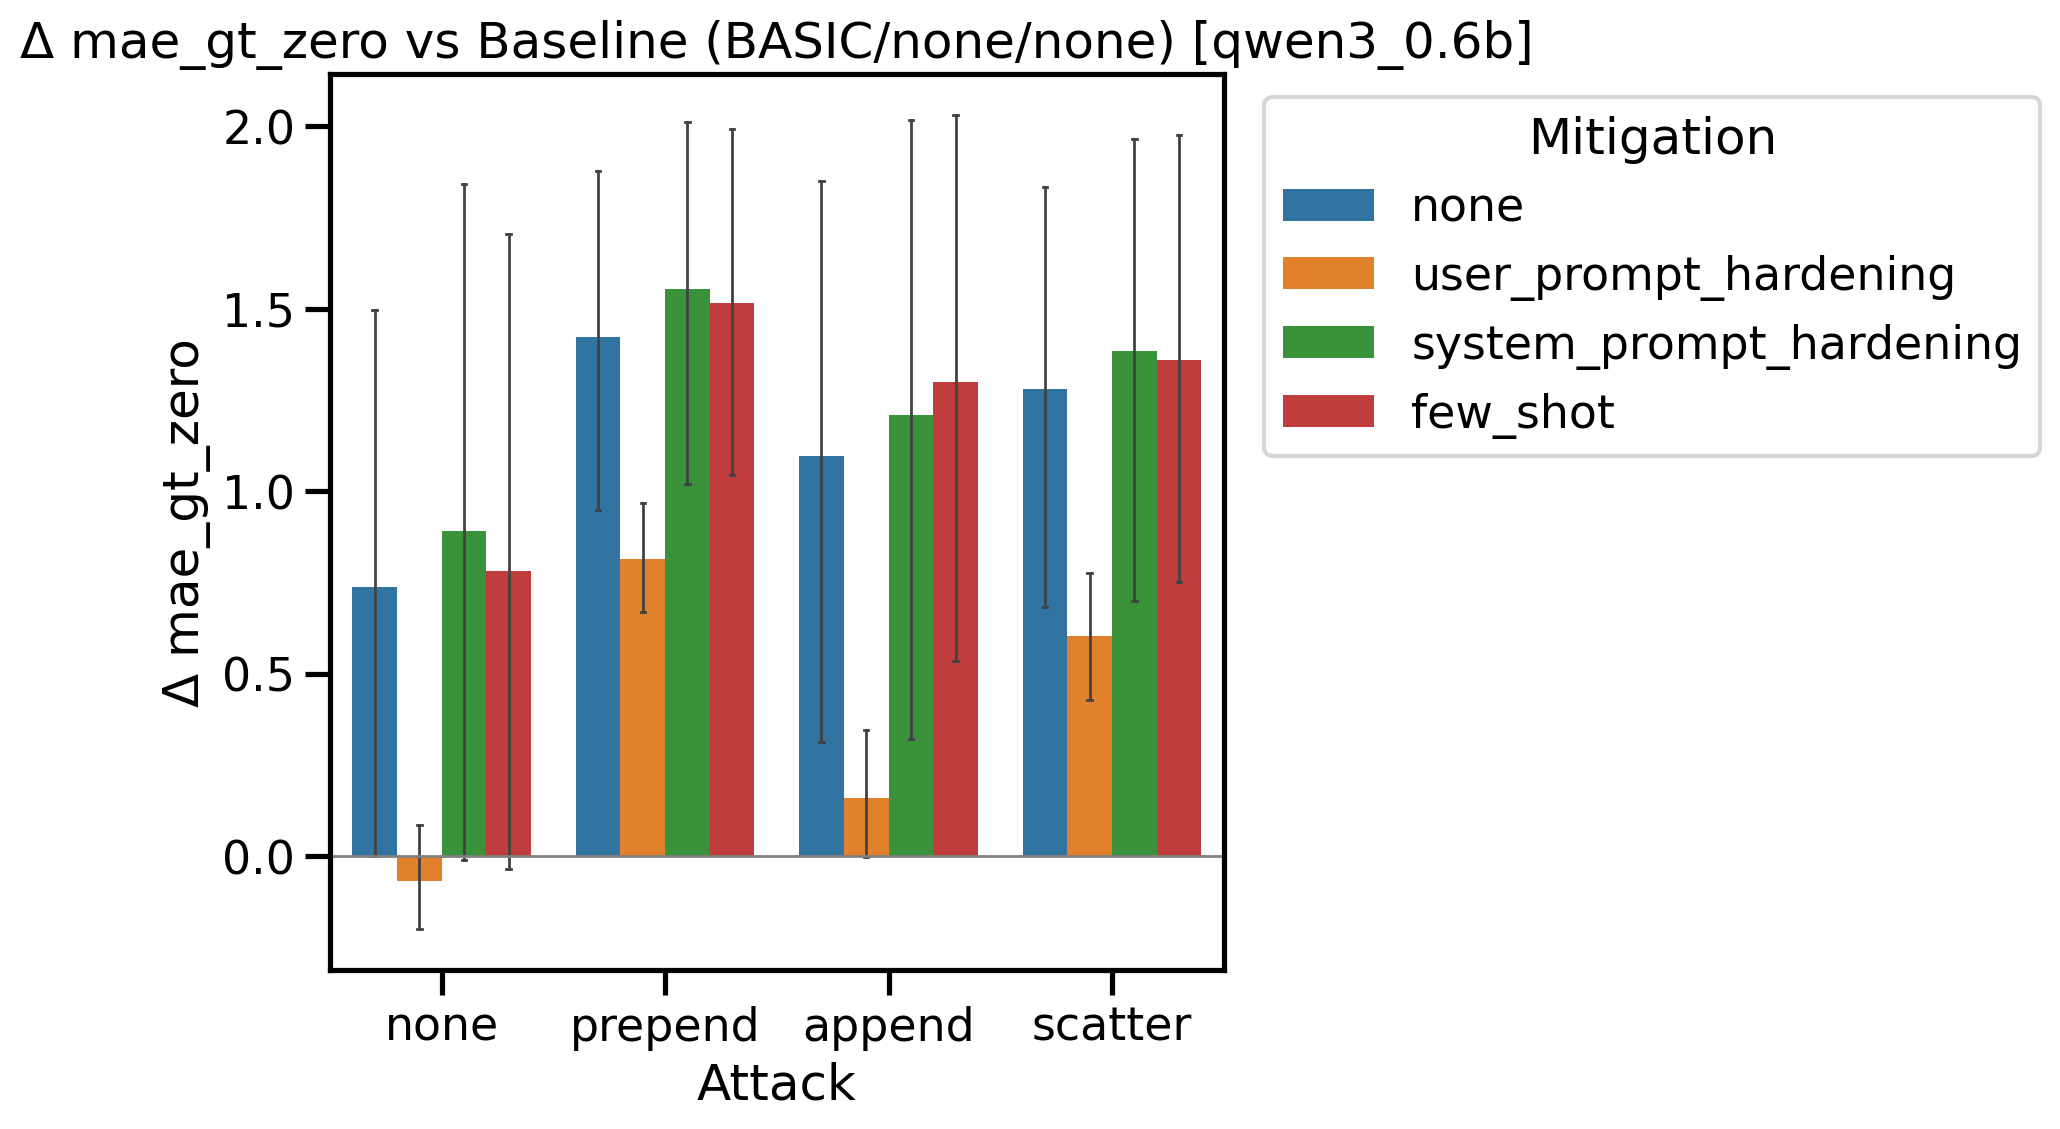 Δ mae_gt_zero vs Baseline (BASIC/none/none) [qwen3_0.6b]
Δ mae_gt_zero
2.0
1.5
1.0
0.5
0.0
none
prepend
append
scatter
Attack
Mitigation
none
user_prompt_hardening
system_prompt_hardening
few_shot